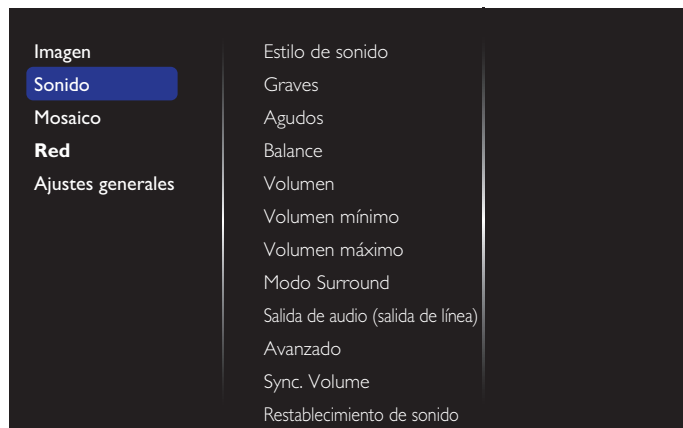 Imagen
Sonido
Mosaico
Red
Ajustes generales
Estilo de sonido
Graves
Agudos
Balance
Volumen
Volumen mínimo
Volumen máximo
Modo Surround
Salida de audio (salida de línea)
Avanzado
Sync. Volume
Restablecimiento de sonido